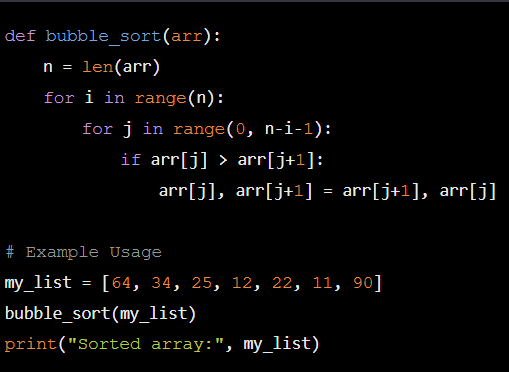 def bubble_sort(arr):
    n = len(arr)
    for i in range(n):
        for j in range(0, n-i-1):
            if arr[j] > arr[j+1]:
                arr[j], arr[j+1] = arr[j+1], arr[j]

# Example Usage
my_list = [64, 34, 25, 12, 22, 11, 90]
bubble_sort(my_list)
print("Sorted array:", my_list)